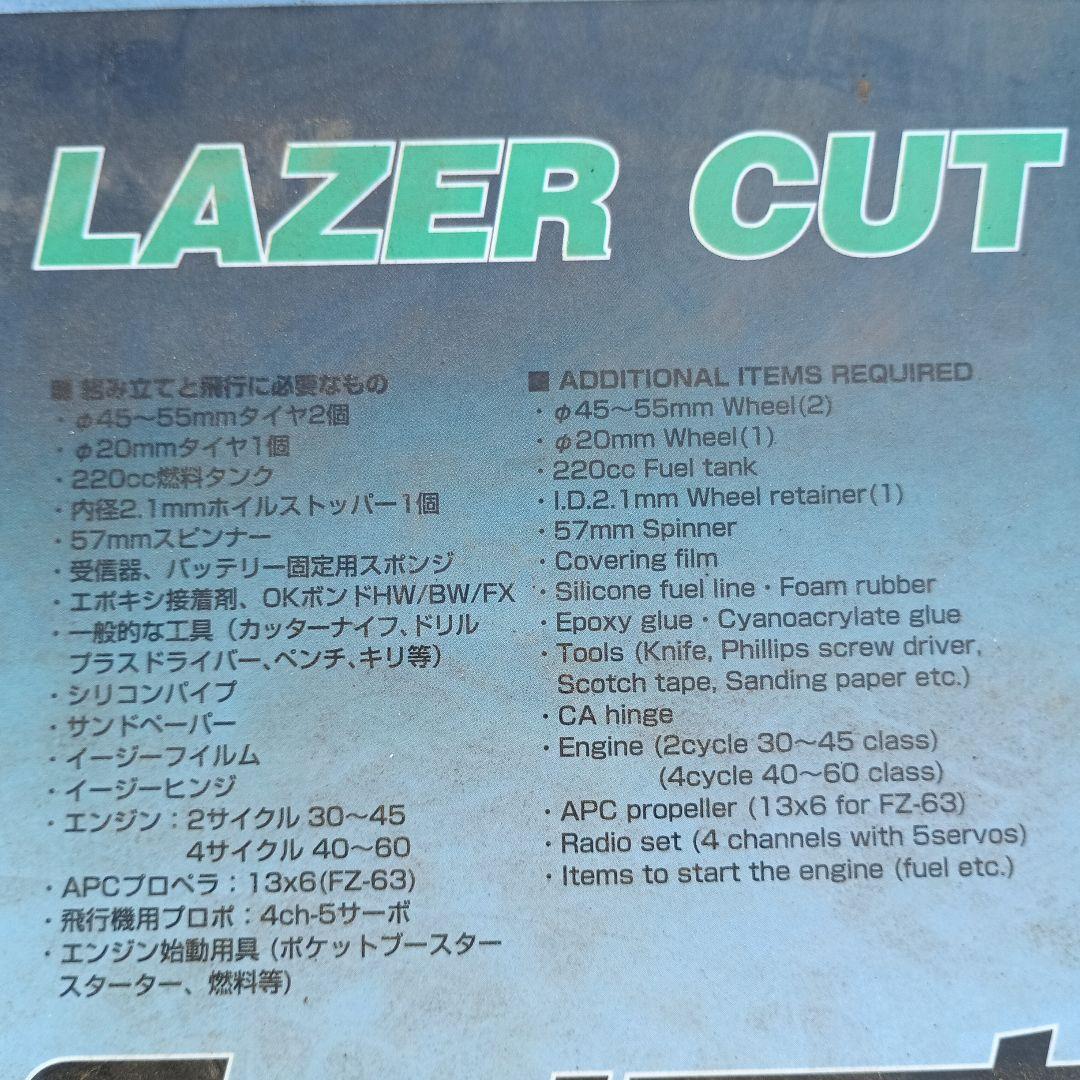 LAZER CUT
■ 組み立てと飛行に必要なもの
・φ45～55mmタイヤ2個
・φ20mmタイヤ1個
・220cc燃料タンク
・内径2.1mmホイルストッパー1個
・57mmスピンナー
・受信器、バッテリー固定用スポンジ
・エポキシ接着剤、OKボンドHW/BW/FX
・一般的な工具（カッターナイフ、ドリル
プラスドライバー、ペンチ、キリ等）
・シリコンパイプ
・サンドペーパー
・イージーフイルム
・イージーヒンジ
・エンジン：2サイクル 30～45
4サイクル 40～60
・APCプロペラ：13x6(FZ-63)
・飛行機用プロポ：4ch-5サーボ
・エンジン始動用具（ポケットブースター
スターター、燃料等）
■ ADDITIONAL ITEMS REQUIRED
・φ45～55mm Wheel(2)
・φ20mm Wheel(1)
・220cc Fuel tank
・I.D.2.1mm Wheel retainer(1)
・57mm Spinner
・Covering film
・Silicone fuel line・Foam rubber
・Epoxy glue・Cyanoacrylate glue
・Tools (Knife, Phillips screw driver,
Scotch tape, Sanding paper etc.)
・CA hinge
・Engine (2cycle 30～45 class)
(4cycle 40～60 class)
・APC propeller (13x6 for FZ-63)
・Radio set (4 channels with 5servos)
・Items to start the engine (fuel etc.)